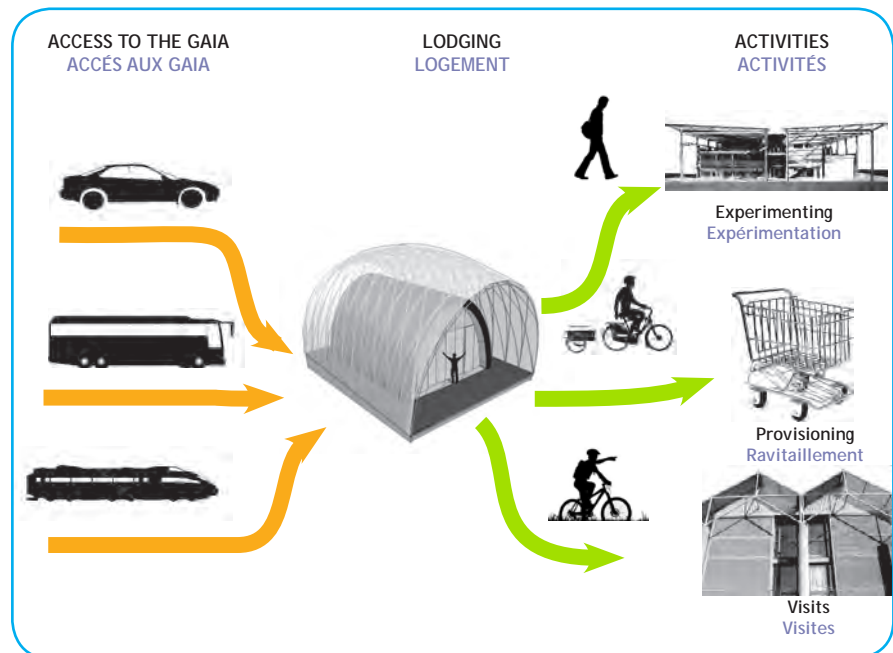 ACCESS TO THE GAIA
ACCÉS AUX GAIA
LODGING
LOGEMENT
ACTIVITIES
ACTIVITÉS
Experimenting
Expérimentation
Provisioning
Ravitaillement
Visits
Visites